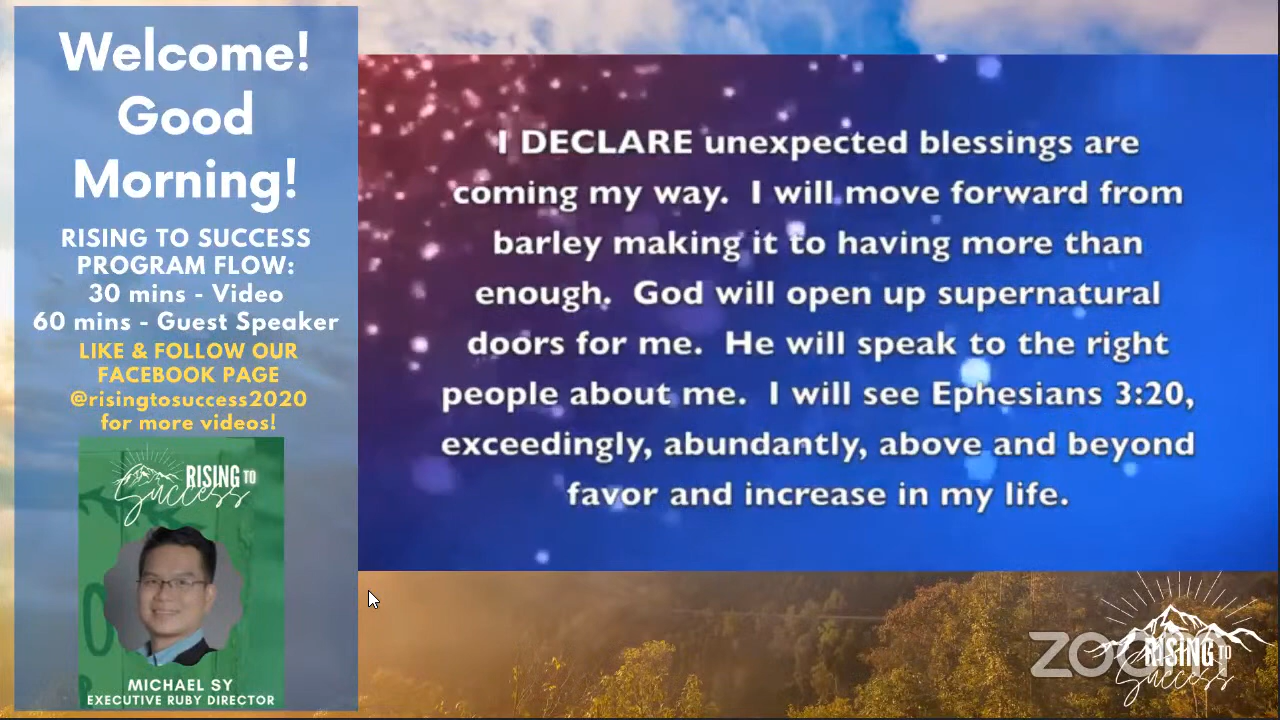 Welcome!
Good
Morning!
RISING TO SUCCESS
PROGRAM FLOW:
30 mins - Video
60 mins - Guest Speaker
LIKE & FOLLOW OUR
FACEBOOK PAGE
@risingtosuccess2020
for more videos!
RISING TO
Success
MICHAEL SY
EXECUTIVE RUBY DIRECTOR
I DECLARE unexpected blessings are
coming my way. I will move forward from
barley making it to having more than
enough. God will open up supernatural
doors for me. He will speak to the right
people about me. I will see Ephesians 3:20,
exceedingly, abundantly, above and beyond
favor and increase in my life.
zoom
RISING TO
Success